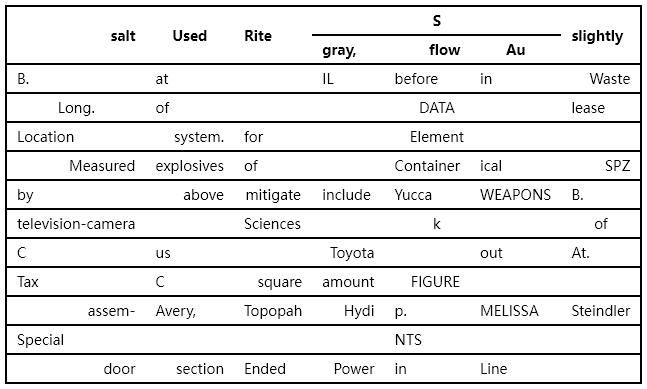 S
salt Used Rite slightly
gray, flow Au
B. at IL before in Waste
Long. of DATA lease
Location system. for Element
Measured explosives of Container ical SPZ
by above mitigate include Yucca WEAPONS B.
television-camera Sciences k of
C us Toyota out At.
Tax C square amount FIGURE
assem- Avery, Topopah Hydi p. MELISSA Steindler
Special NTS
door section Ended Power in Line